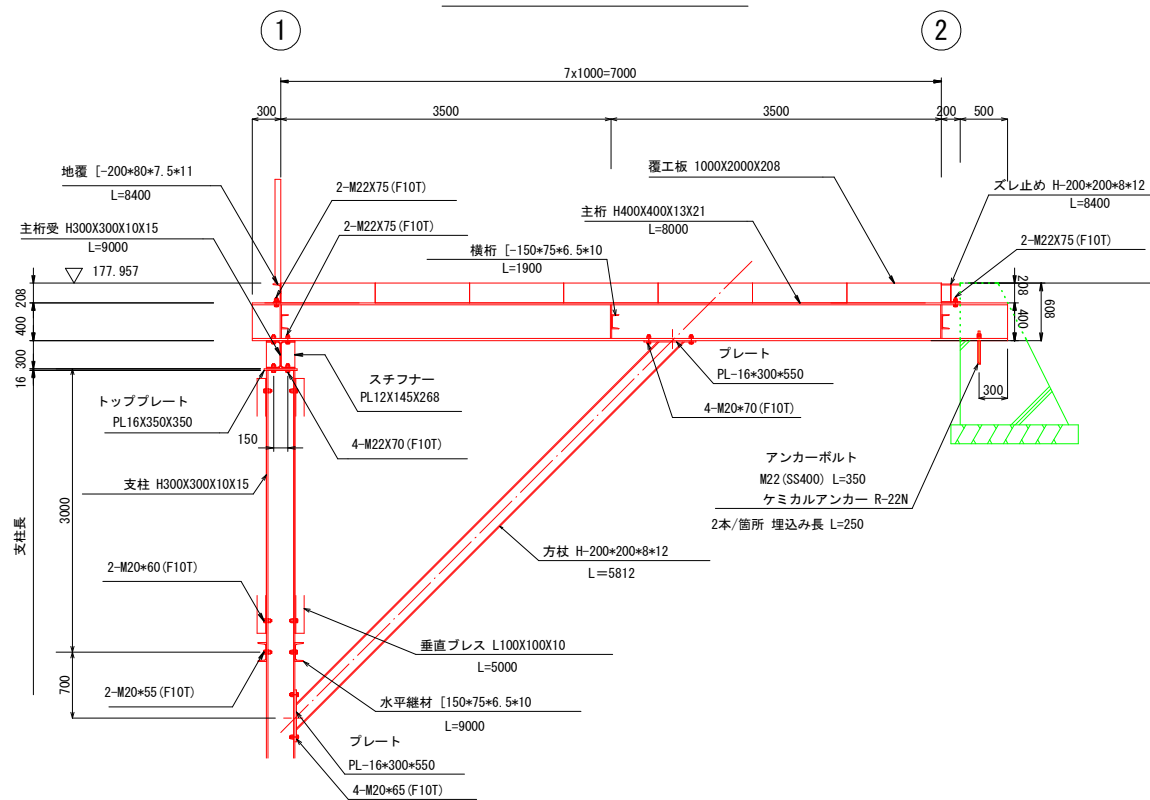 1
2
7x1000=7000
300
3500
3500
200
500
地覆 [-200*80*7.5*11
L=8400
2-M22X75(F10T)
覆工板 1000X2000X208
ズレ止め H-200*200*8*12
L=8400
主桁受 H300X300X10X15
L=9000
2-M22X75(F10T)
主桁 H400X400X13X21
L=8000
横桁 [-150*75*6.5*10
L=1900
2-M22X75(F10T)
177.957
208
400
300
16
208
400
608
300
スチフナー
PL12X145X268
プレート
PL-16*300*550
トッププレート
PL16X350X350
4-M20*70(F10T)
150
4-M22X70(F10T)
アンカーボルト
M22(SS400) L=350
ケミカルアンカー R-22N
2本/箇所 埋込み長 L=250
支柱 H300X300X10X15
3000
支柱長
方杖 H-200*200*8*12
L=5812
2-M20*60(F10T)
垂直ブレス L100X100X10
L=5000
700
2-M20*55(F10T)
水平継材 [150*75*6.5*10
L=9000
プレート
PL-16*300*550
4-M20*65(F10T)